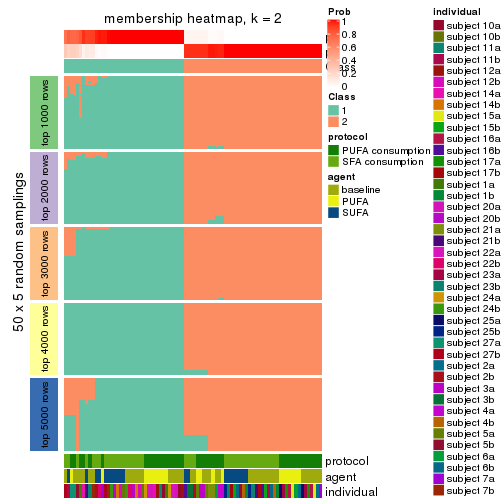 membership heatmap, k = 2
50 x 5 random samplings
top 1000 rows
top 2000 rows
top 3000 rows
top 4000 rows
top 5000 rows
Class
protocol
agent
individual
Prob
1
0.8
0.6
0.4
0.2
0
Class
1
2
protocol
PUFA consumption
SFA consumption
agent
baseline
PUFA
SUFA
individual
subject 10a
subject 10b
subject 11a
subject 11b
subject 12a
subject 12b
subject 14a
subject 14b
subject 15a
subject 15b
subject 16a
subject 16b
subject 17a
subject 17b
subject 1a
subject 1b
subject 20a
subject 20b
subject 21a
subject 21b
subject 22a
subject 22b
subject 23a
subject 23b
subject 24a
subject 24b
subject 25a
subject 25b
subject 27a
subject 27b
subject 2a
subject 2b
subject 3a
subject 3b
subject 4a
subject 4b
subject 5a
subject 5b
subject 6a
subject 6b
subject 7a
subject 7b